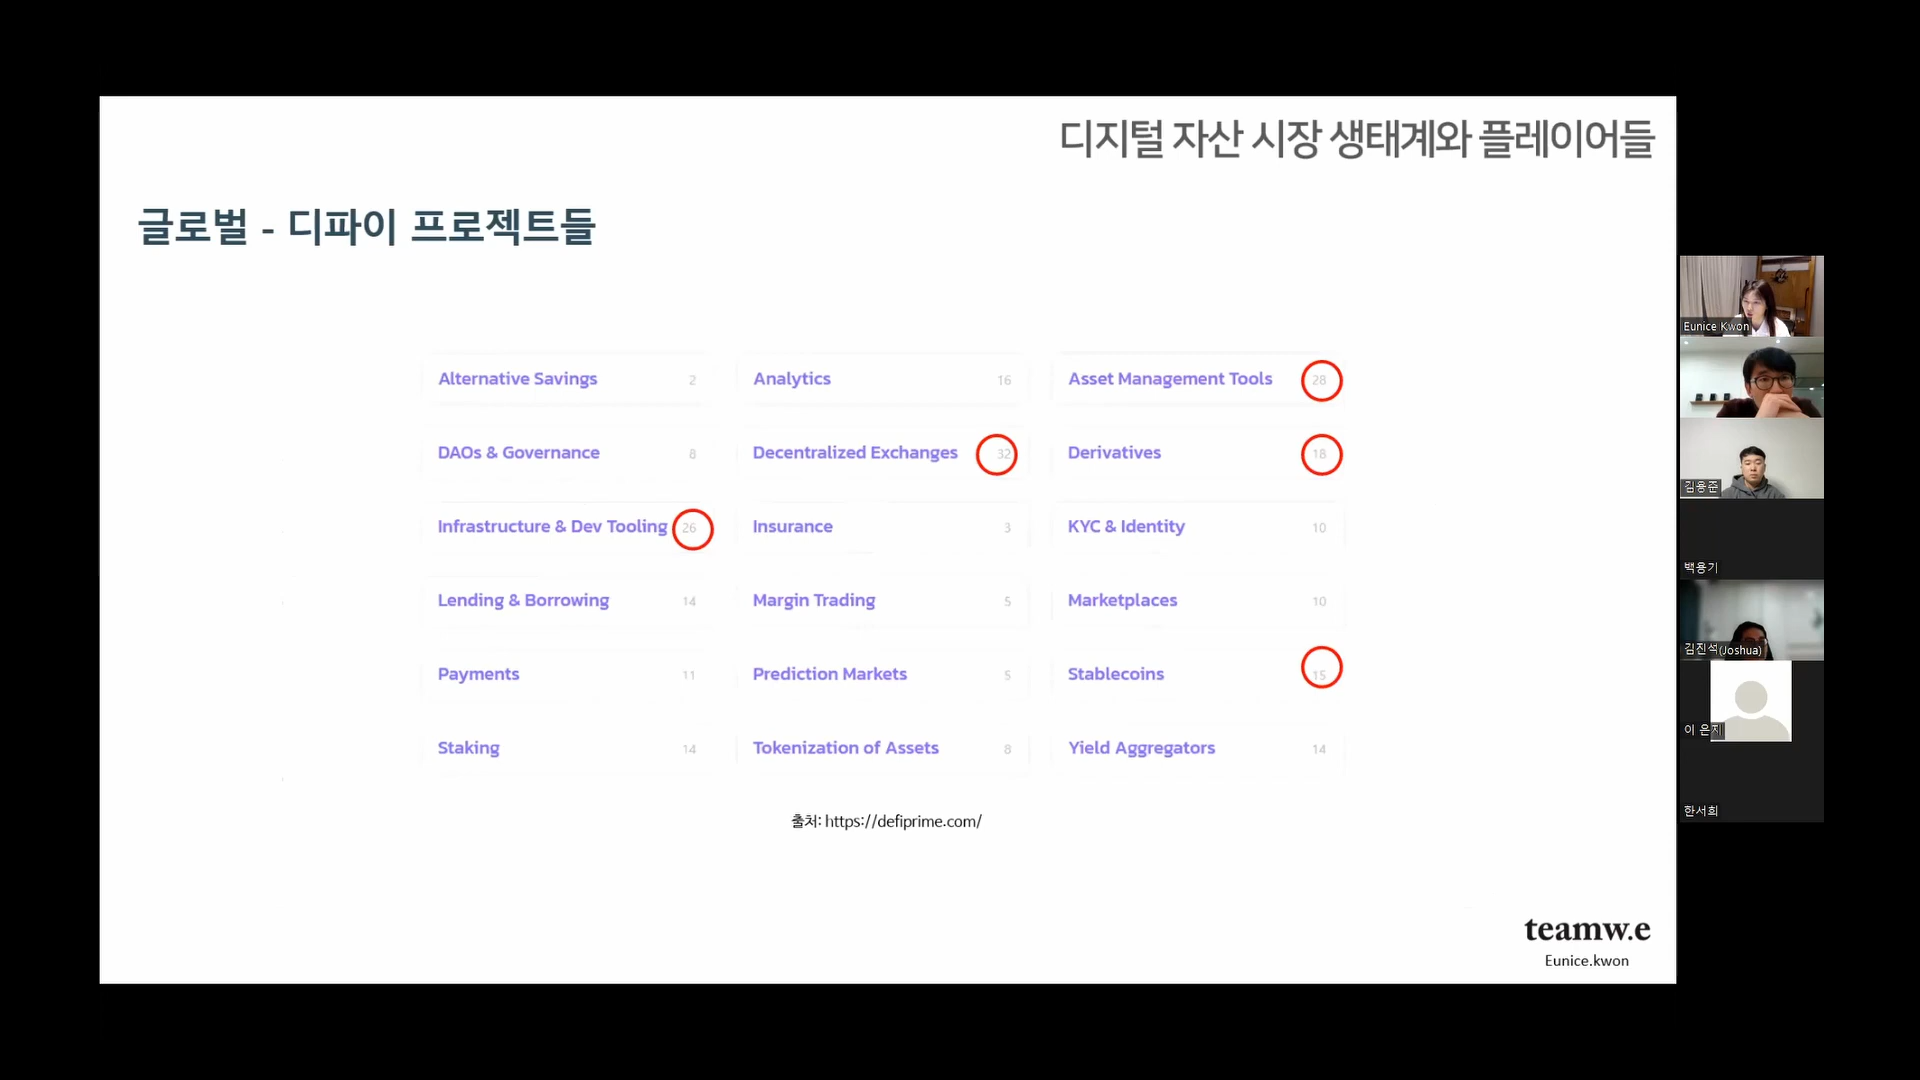 디지털 자산 시장 생태계와 플레이어들
글로벌 - 디파이 프로젝트들
Alternative Savings 2
Analytics 16
Asset Management Tools 28
DAOs & Governance 8
Decentralized Exchanges 32
Derivatives 18
Infrastructure & Dev Tooling 26
Insurance 3
KYC & Identity 10
Lending & Borrowing 14
Margin Trading 5
Marketplaces 10
Payments 11
Prediction Markets 5
Stablecoins 15
Staking 14
Tokenization of Assets 8
Yield Aggregators 14
출처: https://defiprime.com/
teamw.e
Eunice.kwon
Eunice Kwon
김용준
백용기
김진석(Joshua)
이 은지
한서희